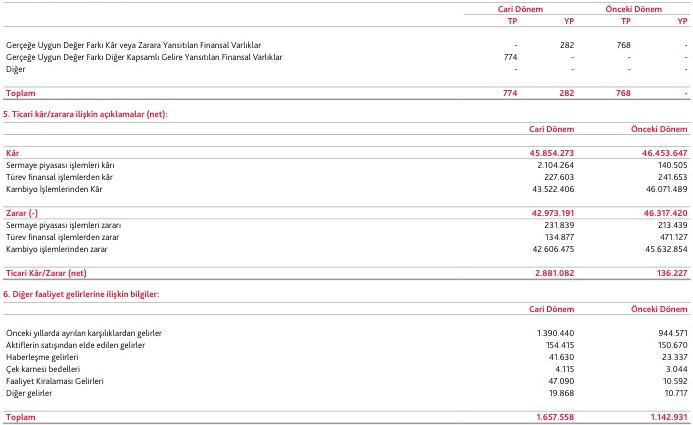 Cari Dönem Önceki Dönem
TP YP TP YP
Gerçeğe Uygun Değer Farkı Kâr veya Zarara Yansıtılan Finansal Varlıklar - 282 768 -
Gerçeğe Uygun Değer Farkı Diğer Kapsamlı Gelire Yansıtılan Finansal Varlıklar 774 - - -
Diğer - - - -
Toplam 774 282 768 -
5. Ticari kâr/zarara ilişkin açıklamalar (net):
Cari Dönem Önceki Dönem
Kâr 45.854.273 46.453.647
Sermaye piyasası işlemleri kârı 2.104.264 140.505
Türev finansal işlemlerden kâr 227.603 241.653
Kambiyo İşlemlerinden Kâr 43.522.406 46.071.489
Zarar (-) 42.973.191 46.317.420
Sermaye piyasası işlemleri zararı 231.839 213.439
Türev finansal işlemlerden zarar 134.877 471.127
Kambiyo işlemlerinden zarar 42.606.475 45.632.854
Ticari Kâr/Zarar (net) 2.881.082 136.227
6. Diğer faaliyet gelirlerine ilişkin bilgiler:
Cari Dönem Önceki Dönem
Önceki yıllarda ayrılan karşılıklardan gelirler 1.390.440 944.571
Aktiflerin satışından elde edilen gelirler 154.415 150.670
Haberleşme gelirleri 41.630 23.337
Çek karnesi bedelleri 4.115 3.044
Faaliyet Kiralaması Gelirleri 47.090 10.592
Diğer gelirler 19.868 10.717
Toplam 1.657.558 1.142.931